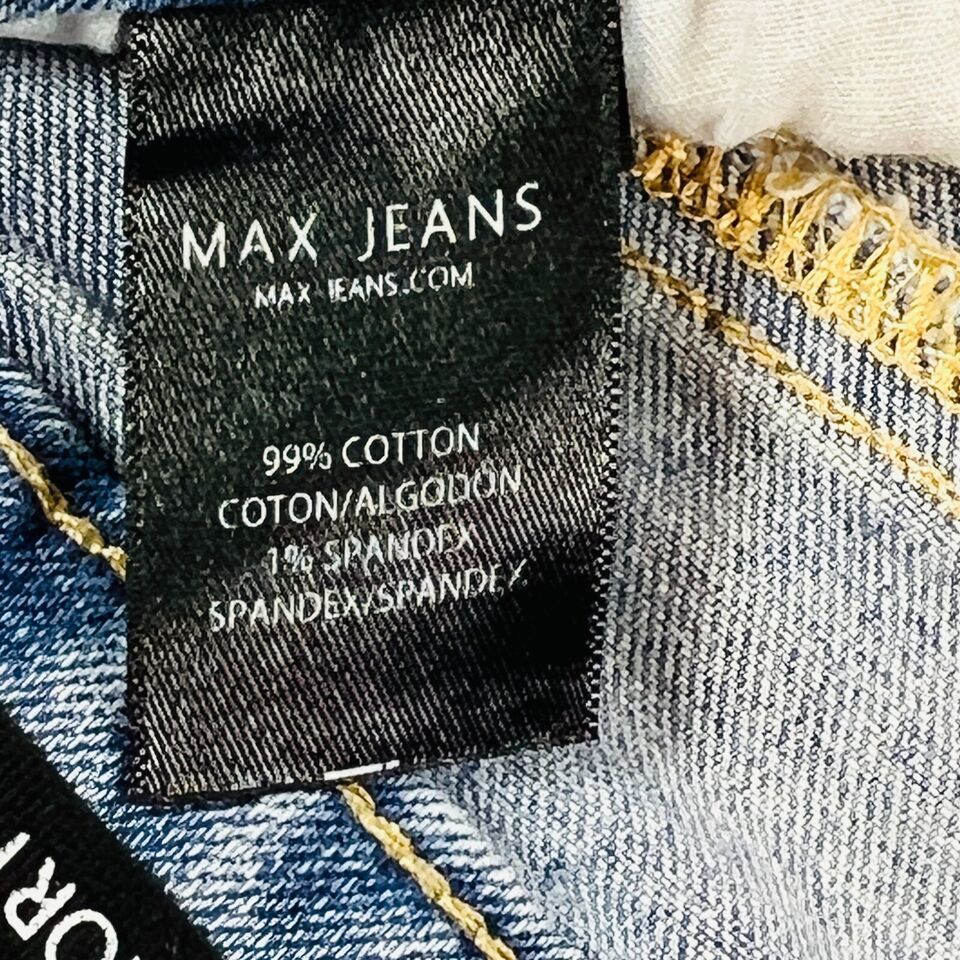 MAX JEANS
MAX JEANS.COM
99% COTTON
COTON/ALGODON
1% SPANDEX
SPANDEX/SPANDEX